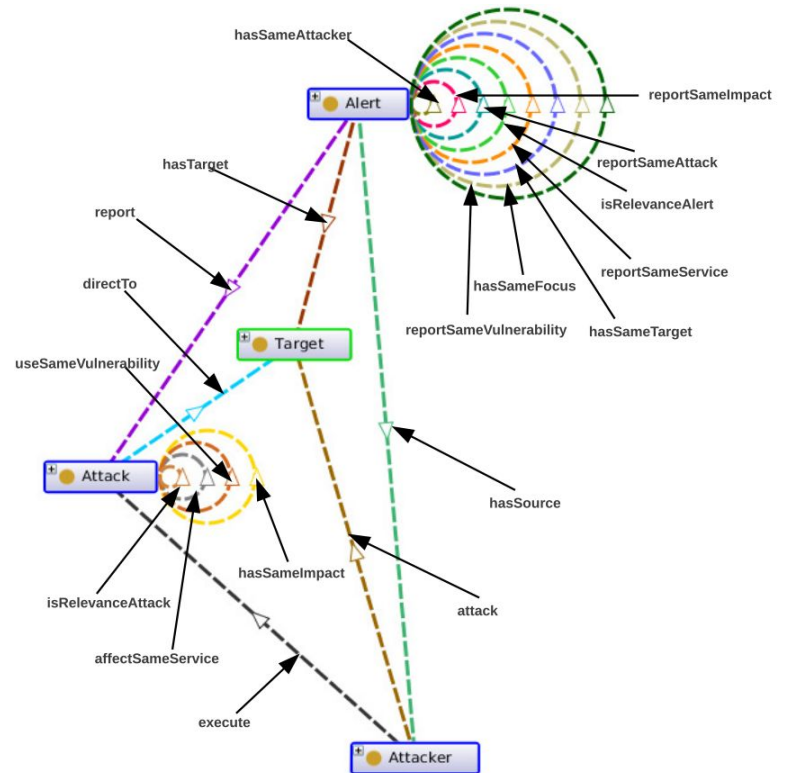 hasSameAttacker
Alert
reportSameImpact
hasTarget
reportSameAttack
isRelevanceAlert
report
reportSameService
directTo
hasSameFocus
reportSameVulnerability
hasSameTarget
Target
useSameVulnerability
Attack
hasSource
hasSameImpact
isRelevanceAttack
attack
affectSameService
execute
Attacker